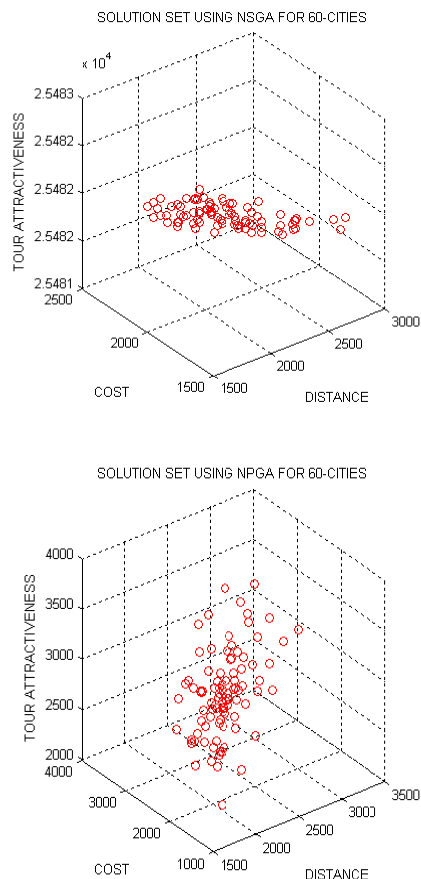 SOLUTION SET USING NSGA FOR 60-CITIES
x 10^4
2.5483
2.5482
2.5482
2.5482
2.5481
TOUR ATTRACTIVENESS
2500
2000
1500
COST
1500
2000
2500
3000
DISTANCE
SOLUTION SET USING NPGA FOR 60-CITIES
4000
3500
3000
2500
2000
TOUR ATTRACTIVENESS
4000
3000
2000
1000
COST
1500
2000
2500
3000
3500
DISTANCE